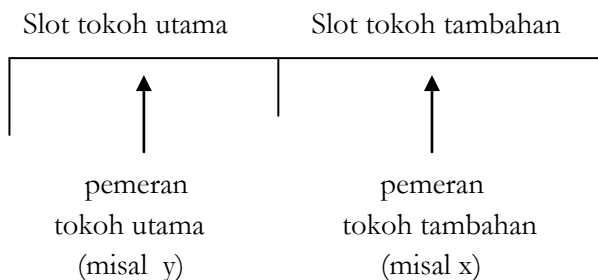 Slot tokoh utama Slot tokoh tambahan
pemeran pemeran
tokoh utama tokoh tambahan
(misal y) (misal x)